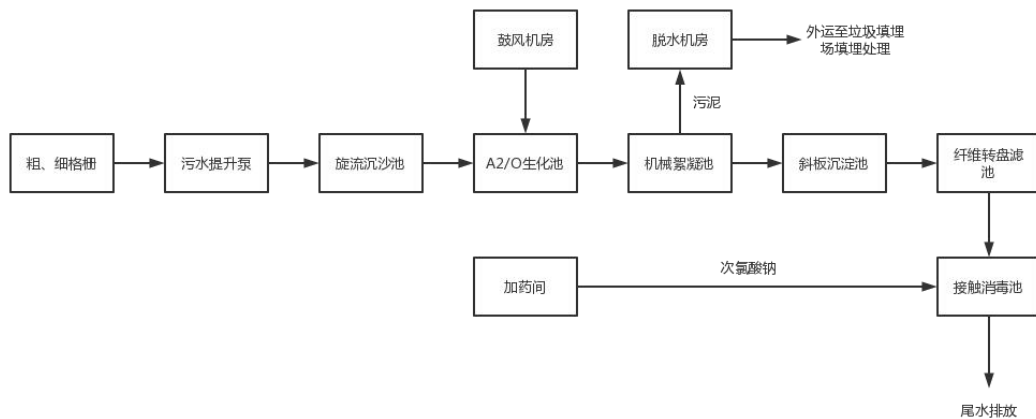 鼓风机房
脱水机房
外运至垃圾填埋
场填埋处理
污泥
粗、细格栅
污水提升泵
旋流沉沙池
A2/O生化池
机械絮凝池
斜板沉淀池
纤维转盘滤
池
加药间
次氯酸钠
接触消毒池
尾水排放